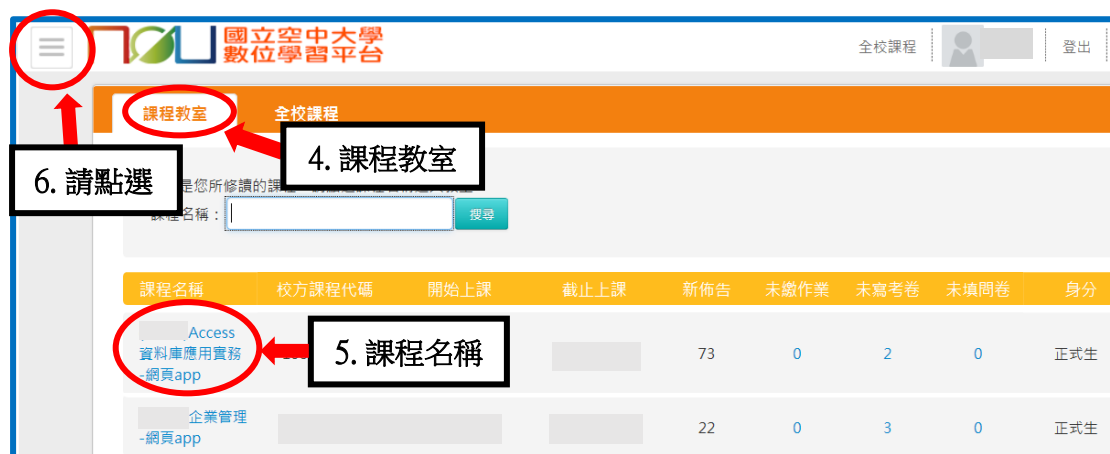 國立空中大學
數位學習平台
全校課程
登出
課程教室
全校課程
4. 課程教室
6. 請點選
是您所修讀的課
課程名稱：
搜尋
課程名稱 校方課程代碼 開始上課 截止上課 新佈告 未繳作業 未寫考卷 未填問卷 身分
Access
資料庫應用實務
-網頁app
5. 課程名稱
73 0 2 0 正式生
企業管理
-網頁app
22 0 3 0 正式生